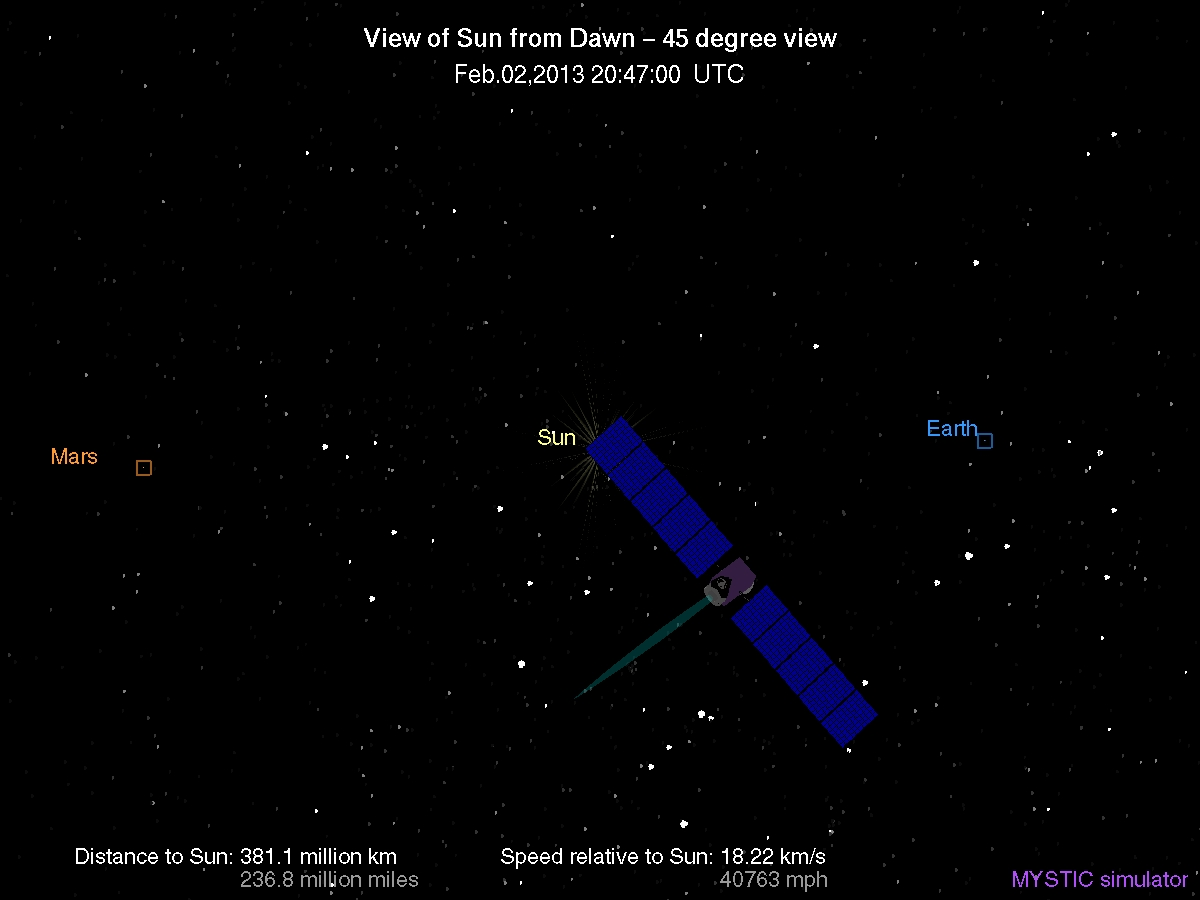 View of Sun from Dawn – 45 degree view
Feb.02,2013 20:47:00 UTC
Earth
Sun
Mars
Distance to Sun: 381.1 million km
236.8 million miles
Speed relative to Sun: 18.22 km/s
40763 mph
MYSTIC simulator